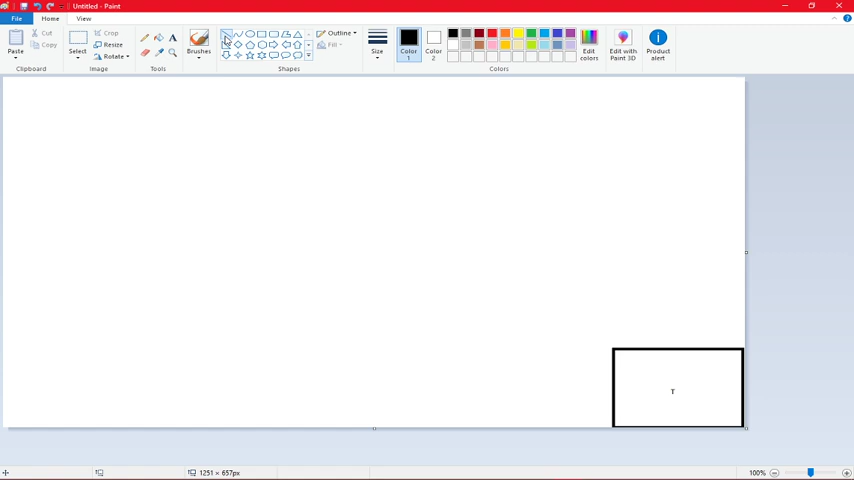 Untitled - Paint
File Home View
Paste
Cut
Copy
Clipboard
Select
Crop
Resize
Rotate
Image
A
Tools
Brushes
Outline
Fill
Shapes
Size
Color 1
Color 2
Edit colors
Colors
Edit with Paint 3D
Product alert
T
1251 × 657px
100%